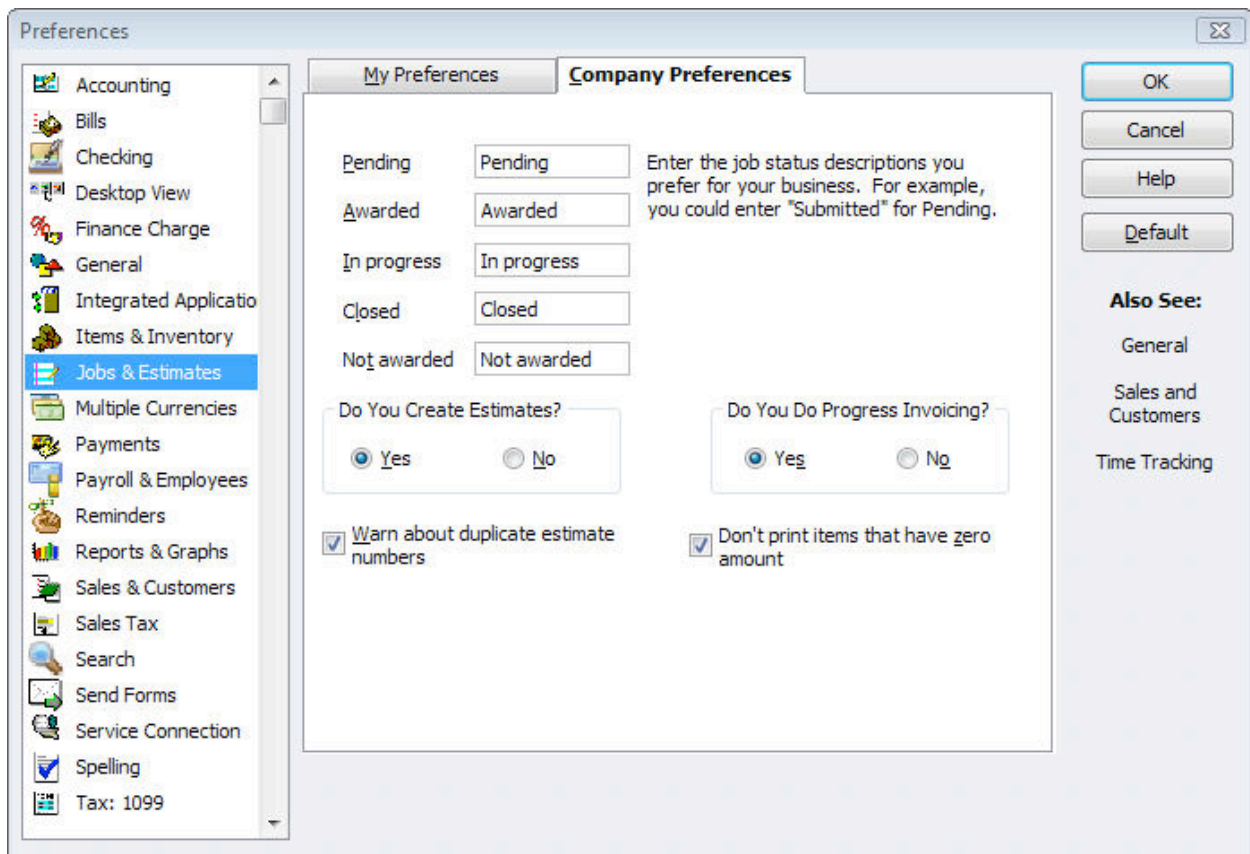 Preferences
Accounting
Bills
Checking
Desktop View
Finance Charge
General
Integrated Applicatio
Items & Inventory
Jobs & Estimates
Multiple Currencies
Payments
Payroll & Employees
Reminders
Reports & Graphs
Sales & Customers
Sales Tax
Search
Send Forms
Service Connection
Spelling
Tax: 1099
My Preferences
Company Preferences
Pending Pending
Awarded Awarded
In progress In progress
Closed Closed
Not awarded Not awarded
Enter the job status descriptions you
prefer for your business. For example,
you could enter "Submitted" for Pending.
Do You Create Estimates?
Yes No
Do You Do Progress Invoicing?
Yes No
Warn about duplicate estimate
numbers
Don't print items that have zero
amount
OK
Cancel
Help
Default
Also See:
General
Sales and
Customers
Time Tracking